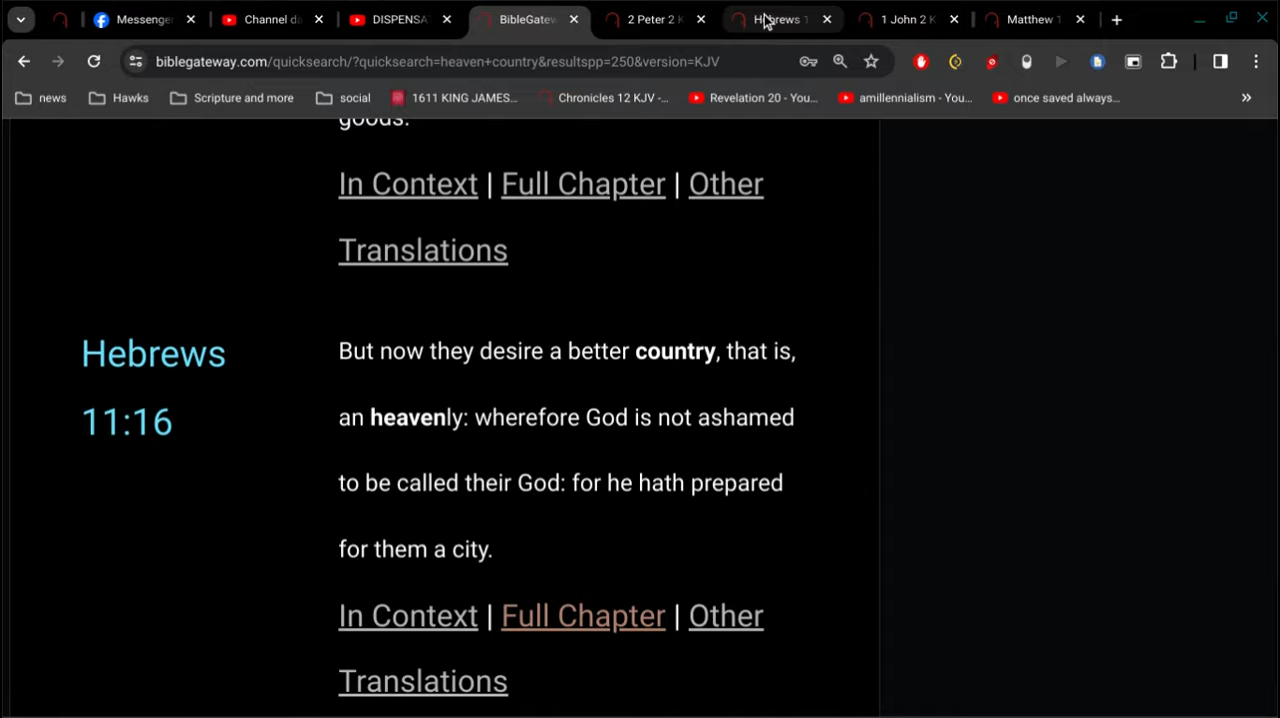 Messenger
Channel da
DISPENSA
BibleGatew
2 Peter 2 K
Hebrews 1
1 John 2 K
Matthew 1
biblegateway.com/quicksearch/?quicksearch=heaven+country&resultspp=250&version=KJV
news
Hawks
Scripture and more
social
1611 KING JAMES...
Chronicles 12 KJV -...
Revelation 20 - You...
amillennialism - You...
once saved always...
goods.
In Context | Full Chapter | Other
Translations
Hebrews
11:16
But now they desire a better country, that is,
an heavenly: wherefore God is not ashamed
to be called their God: for he hath prepared
for them a city.
In Context | Full Chapter | Other
Translations